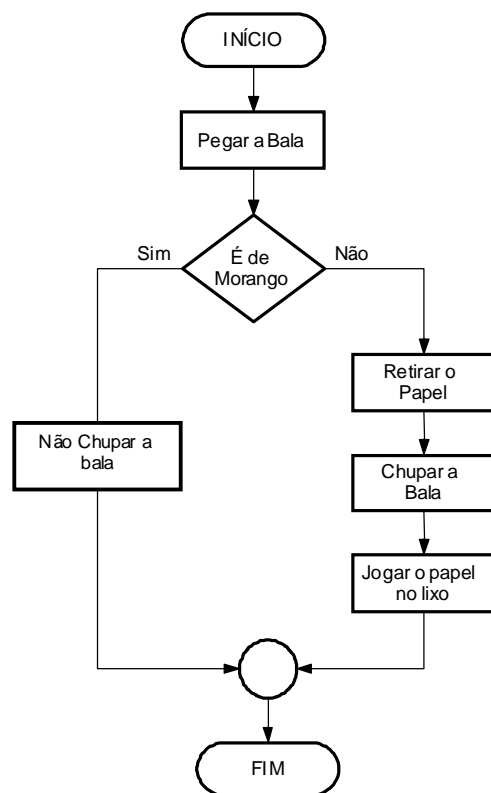 INÍCIO
Pegar a Bala
É de
Morango
Sim
Não
Retirar o
Papel
Não Chupar a
bala
Chupar a
Bala
Jogar o papel
no lixo
FIM